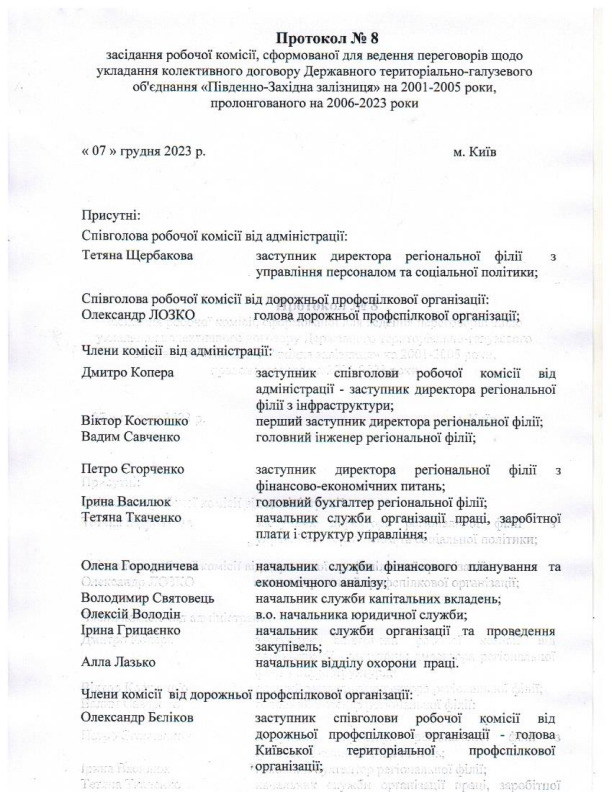 Протокол № 8
засідання робочої комісії, сформованої для ведення переговорів щодо
укладання колективного договору Державного територіально-галузевого
об'єднання «Південно-Західна залізниця» на 2001-2005 роки,
пролонгованого на 2006-2023 роки
« 07 » грудня 2023 р. м. Київ
Присутні:
Співголова робочої комісії від адміністрації:
Тетяна Щербакова заступник директора регіональної філії з
управління персоналом та соціальної політики;
Співголова робочої комісії від дорожньої профспілкової організації:
Олександр ЛОЗКО голова дорожньої профспілкової організації;
Члени комісії від адміністрації:
Дмитро Копера заступник співголови робочої комісії від
адміністрації - заступник директора регіональної
філії з інфраструктури;
Віктор Костюшко перший заступник директора регіональної філії;
Вадим Савченко головний інженер регіональної філії;
Петро Єгорченко заступник директора регіональної філії з
фінансово-економічних питань;
Ірина Василюк головний бухгалтер регіональної філії;
Тетяна Ткаченко начальник служби організації праці, заробітної
плати і структур управління;
Олена Городничева начальник служби фінансового планування та
економічного аналізу;
Володимир Святовець начальник служби капітальних вкладень;
Олексій Володін в.о. начальника юридичної служби;
Ірина Грицаєнко начальник служби організації та проведення
закупівель;
Алла Лазько начальник відділу охорони праці.
Члени комісії від дорожньої профспілкової організації:
Олександр Бєліков заступник співголови робочої комісії від
дорожньої профспілкової організації - голова
Київської територіальної профспілкової
організації;